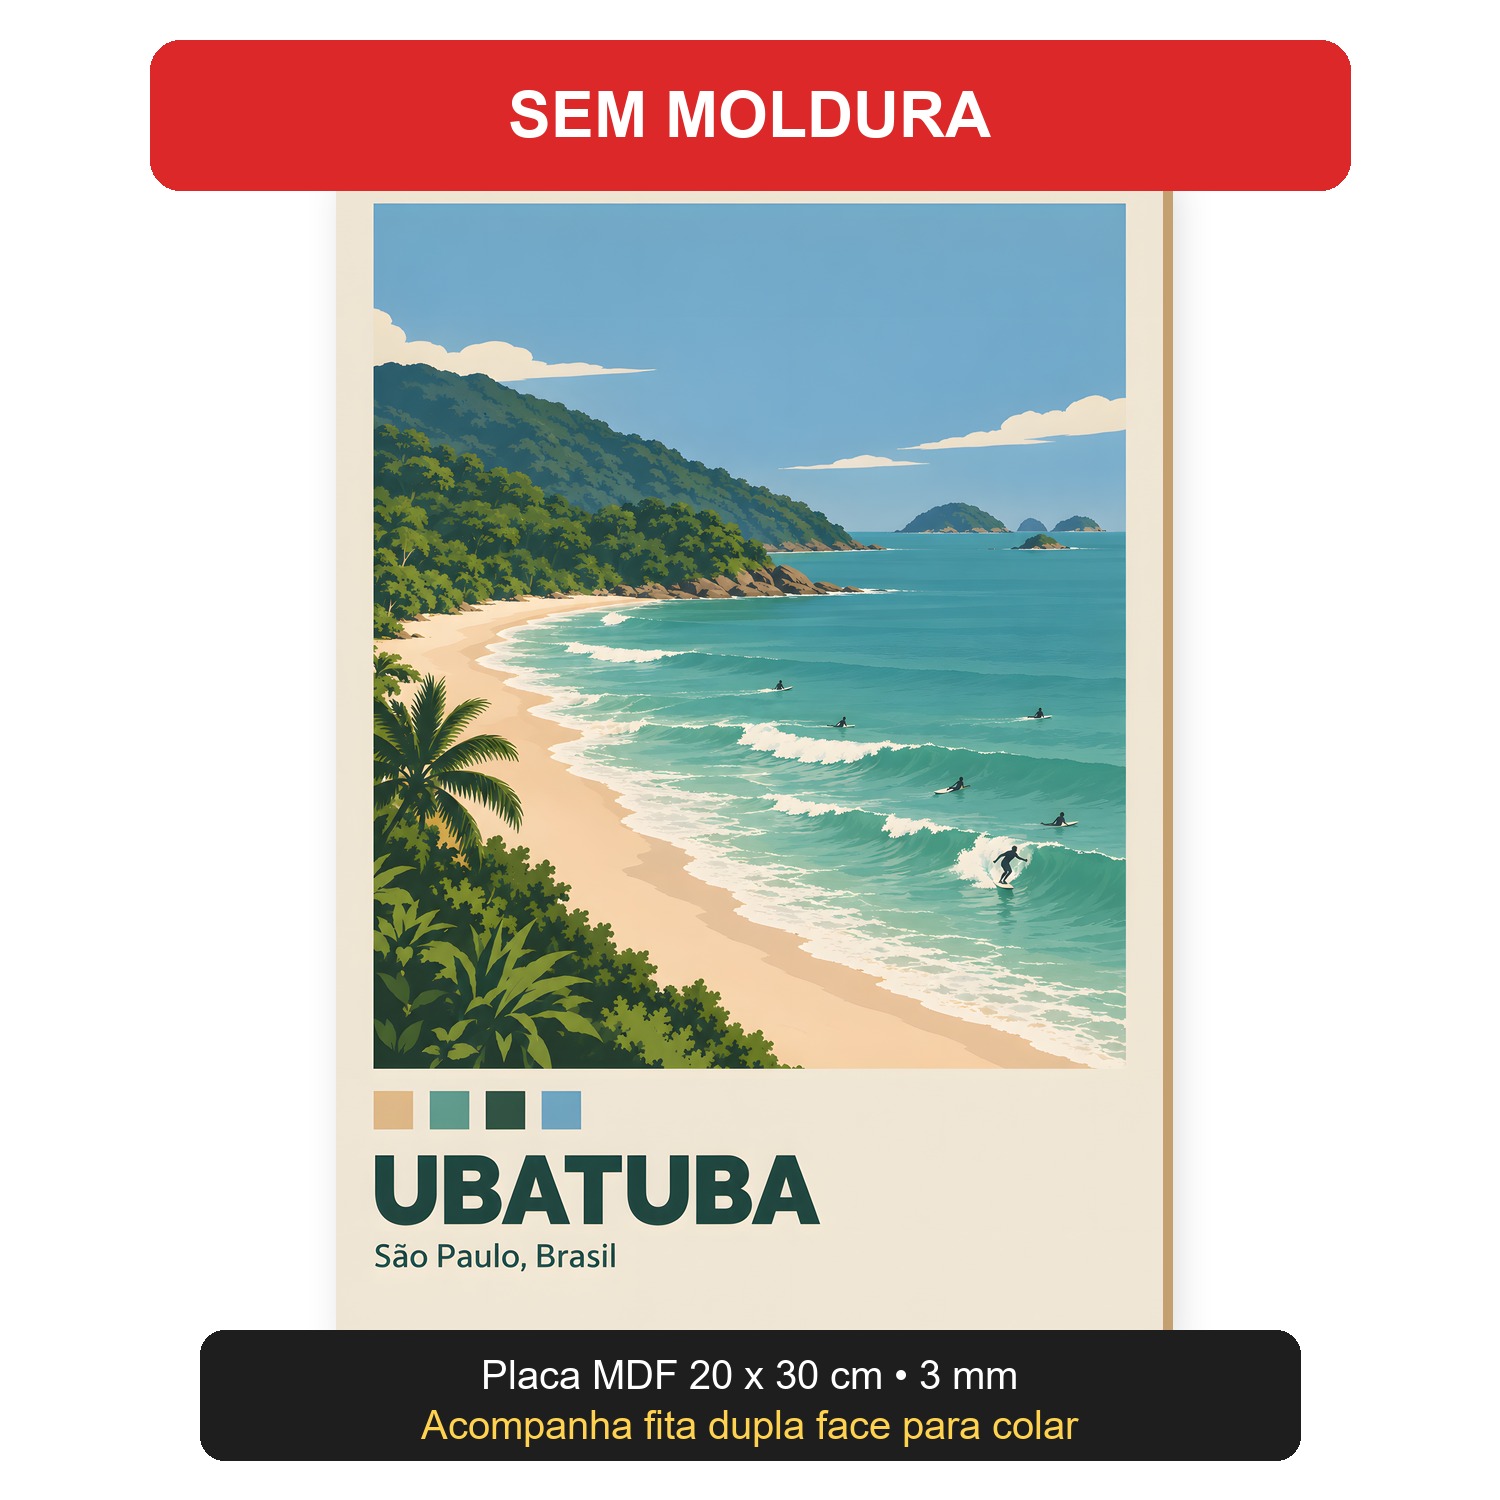 SEM MOLDURA
UBATUBA
São Paulo, Brasil
Placa MDF 20 x 30 cm • 3 mm
Acompanha fita dupla face para colar